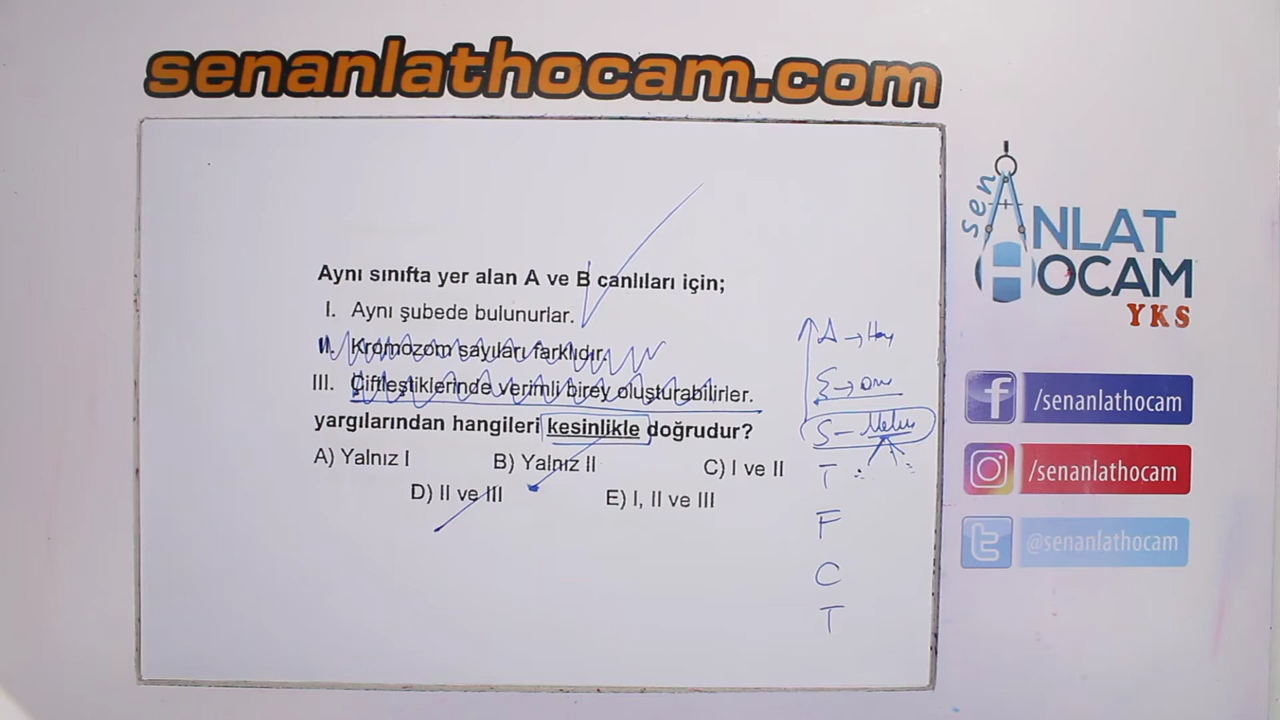 senanlathocam.com
sen
ANLAT
HOCAM
YKS
Aynı sınıfta yer alan A ve B canlıları için;
I. Aynı şubede bulunurlar.
II. Kromozom sayıları farklıdır.
III. Çiftleştiklerinde verimli birey oluşturabilirler.
yargılarından hangileri kesinlikle doğrudur?
A) Yalnız I B) Yalnız II C) I ve II
D) II ve III E) I, II ve III
A → Hay
Ş →
S -
T
F
C
T
/senanlathocam
/senanlathocam
@senanlathocam